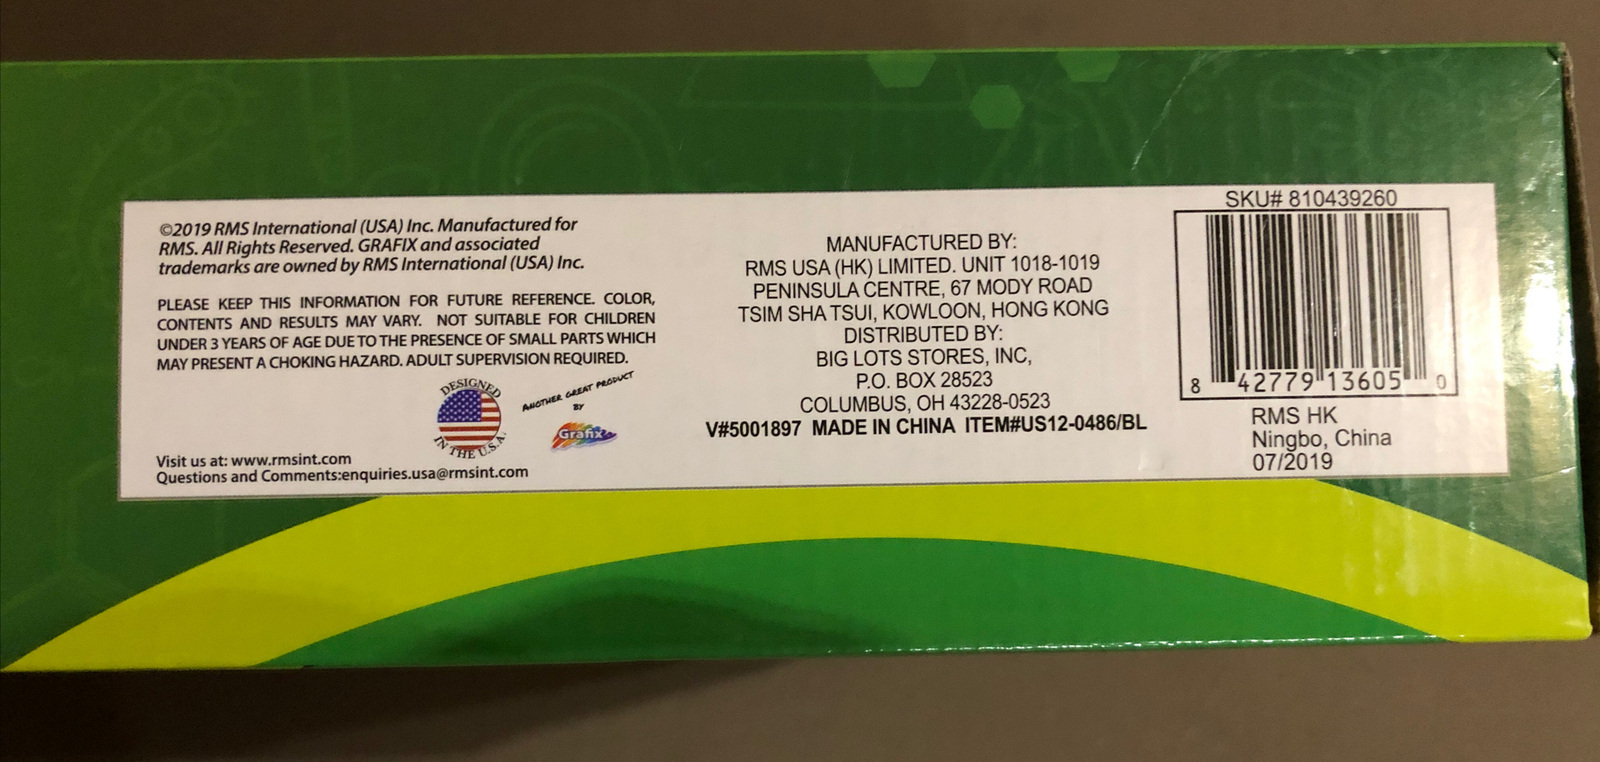 ©2019 RMS International (USA) Inc. Manufactured for
RMS. All Rights Reserved. GRAFIX and associated
trademarks are owned by RMS International (USA) Inc.
PLEASE KEEP THIS INFORMATION FOR FUTURE REFERENCE. COLOR,
CONTENTS AND RESULTS MAY VARY. NOT SUITABLE FOR CHILDREN
UNDER 3 YEARS OF AGE DUE TO THE PRESENCE OF SMALL PARTS WHICH
MAY PRESENT A CHOKING HAZARD. ADULT SUPERVISION REQUIRED.
DESIGNED
IN THE U.S.A.
ANOTHER GREAT PRODUCT
BY
Grafix
Visit us at: www.rmsint.com
Questions and Comments:enquiries.usa@rmsint.com
MANUFACTURED BY:
RMS USA (HK) LIMITED. UNIT 1018-1019
PENINSULA CENTRE, 67 MODY ROAD
TSIM SHA TSUI, KOWLOON, HONG KONG
DISTRIBUTED BY:
BIG LOTS STORES, INC,
P.O. BOX 28523
COLUMBUS, OH 43228-0523
V#5001897 MADE IN CHINA ITEM#US12-0486/BL
SKU# 810439260
8 42779 13605 0
RMS HK
Ningbo, China
07/2019